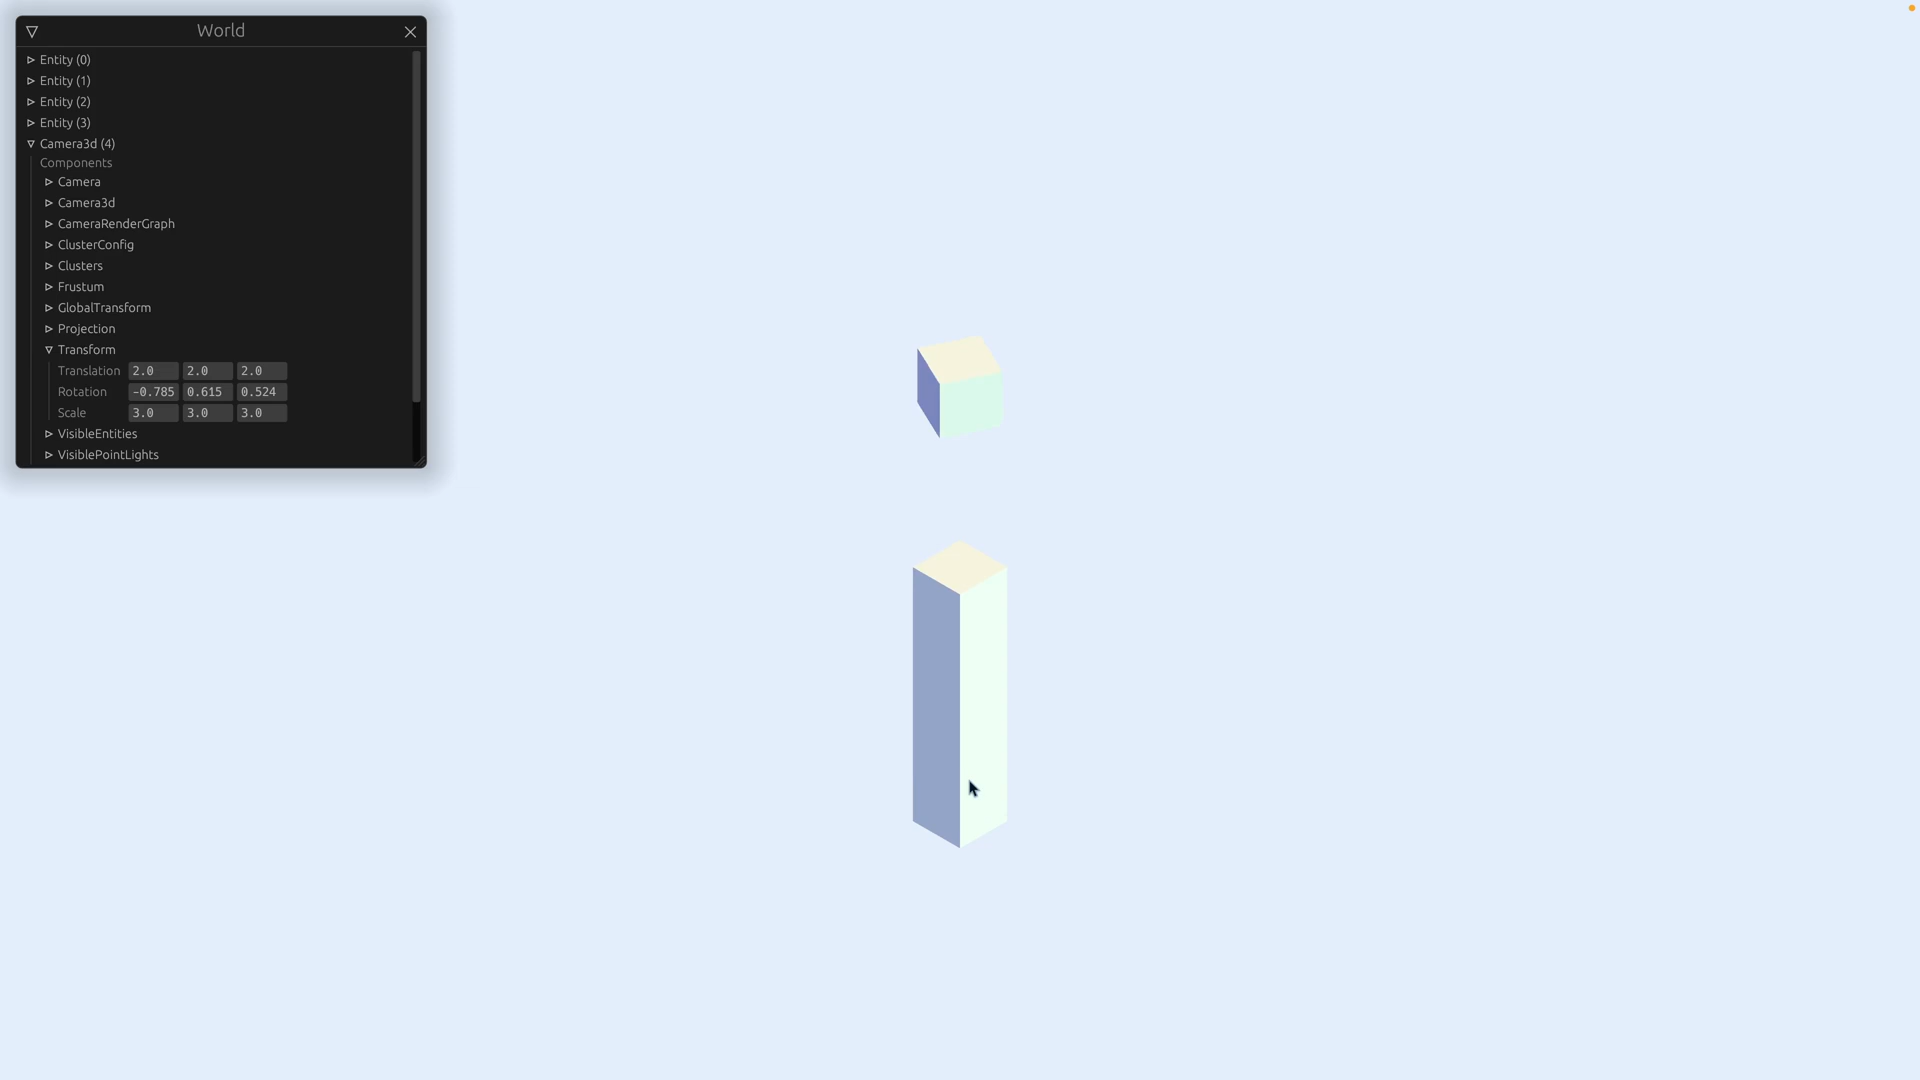 World
Entity (0)
Entity (1)
Entity (2)
Entity (3)
Camera3d (4)
Components
Camera
Camera3d
CameraRenderGraph
ClusterConfig
Clusters
Frustum
GlobalTransform
Projection
Transform
Translation 2.0 2.0 2.0
Rotation -0.785 0.615 0.524
Scale 3.0 3.0 3.0
VisibleEntities
VisiblePointLights